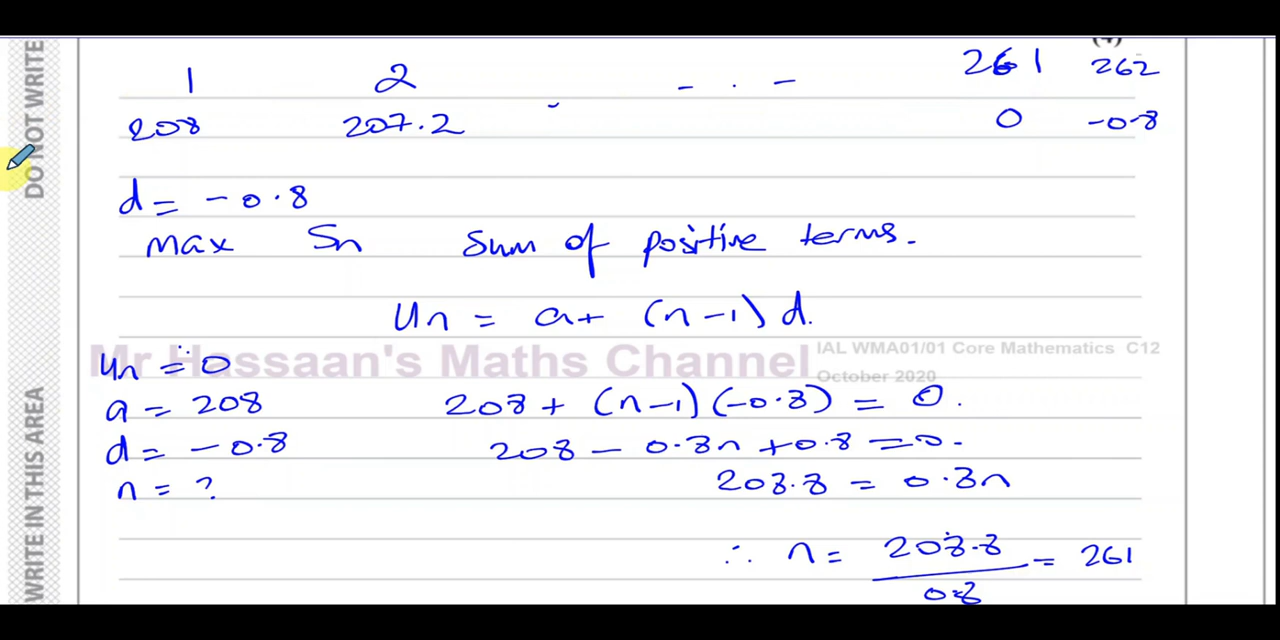 (4)
1 2 . - . - 261 262
208 207.2 0 -0.8
d = -0.8
max Sn Sum of positive terms.
Un = a+ (n-1) d.
Mr Hassaan's Maths Channel
IAL WMA01/01 Core Mathematics C12
October 2020
Un = 0
a = 208 208 + (n-1)(-0.8) = 0.
d = -0.8 208 - 0.8n + 0.8 = 0.
n = ? 208.8 = 0.8n
∴ n = 208.8/0.8 = 261
DO NOT WRITE
WRITE IN THIS AREA